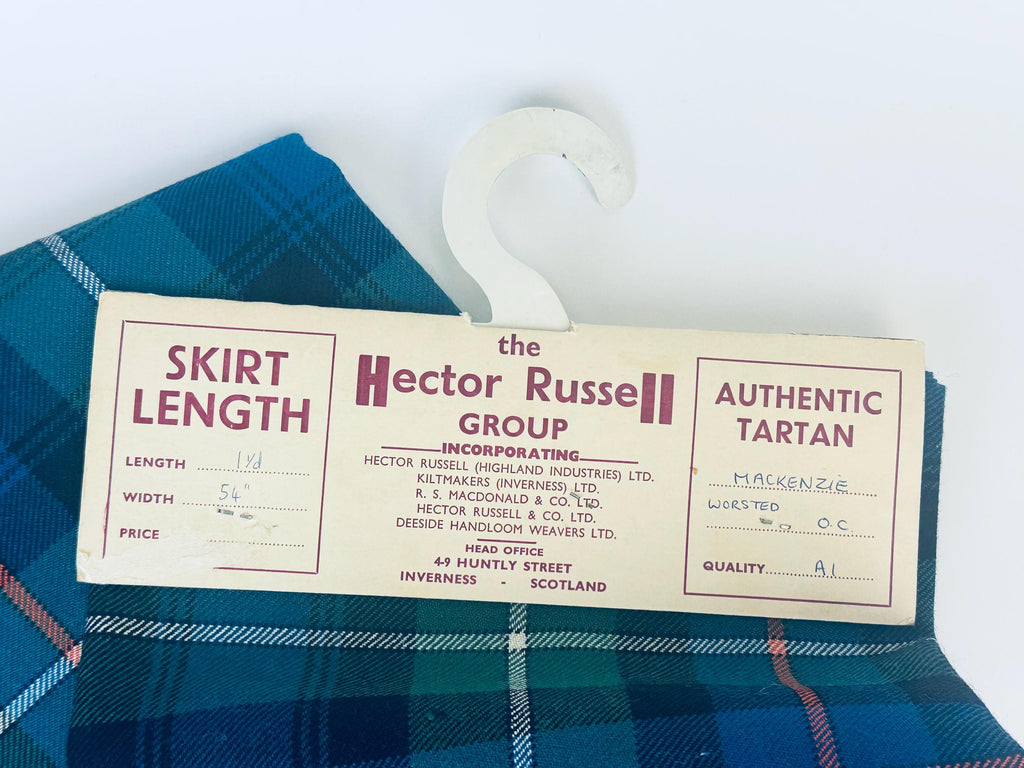 SKIRT
LENGTH
LENGTH 1 yd
WIDTH 54"
PRICE
the
Hector Russell
GROUP
INCORPORATING
HECTOR RUSSELL (HIGHLAND INDUSTRIES) LTD.
KILTMAKERS (INVERNESS) LTD.
R. S. MACDONALD & CO. LTD.
HECTOR RUSSELL & CO. LTD.
DEESIDE HANDLOOM WEAVERS LTD.
HEAD OFFICE
4-9 HUNTLY STREET
INVERNESS - SCOTLAND
AUTHENTIC
TARTAN
MACKENZIE
WORSTED O.C.
QUALITY A1